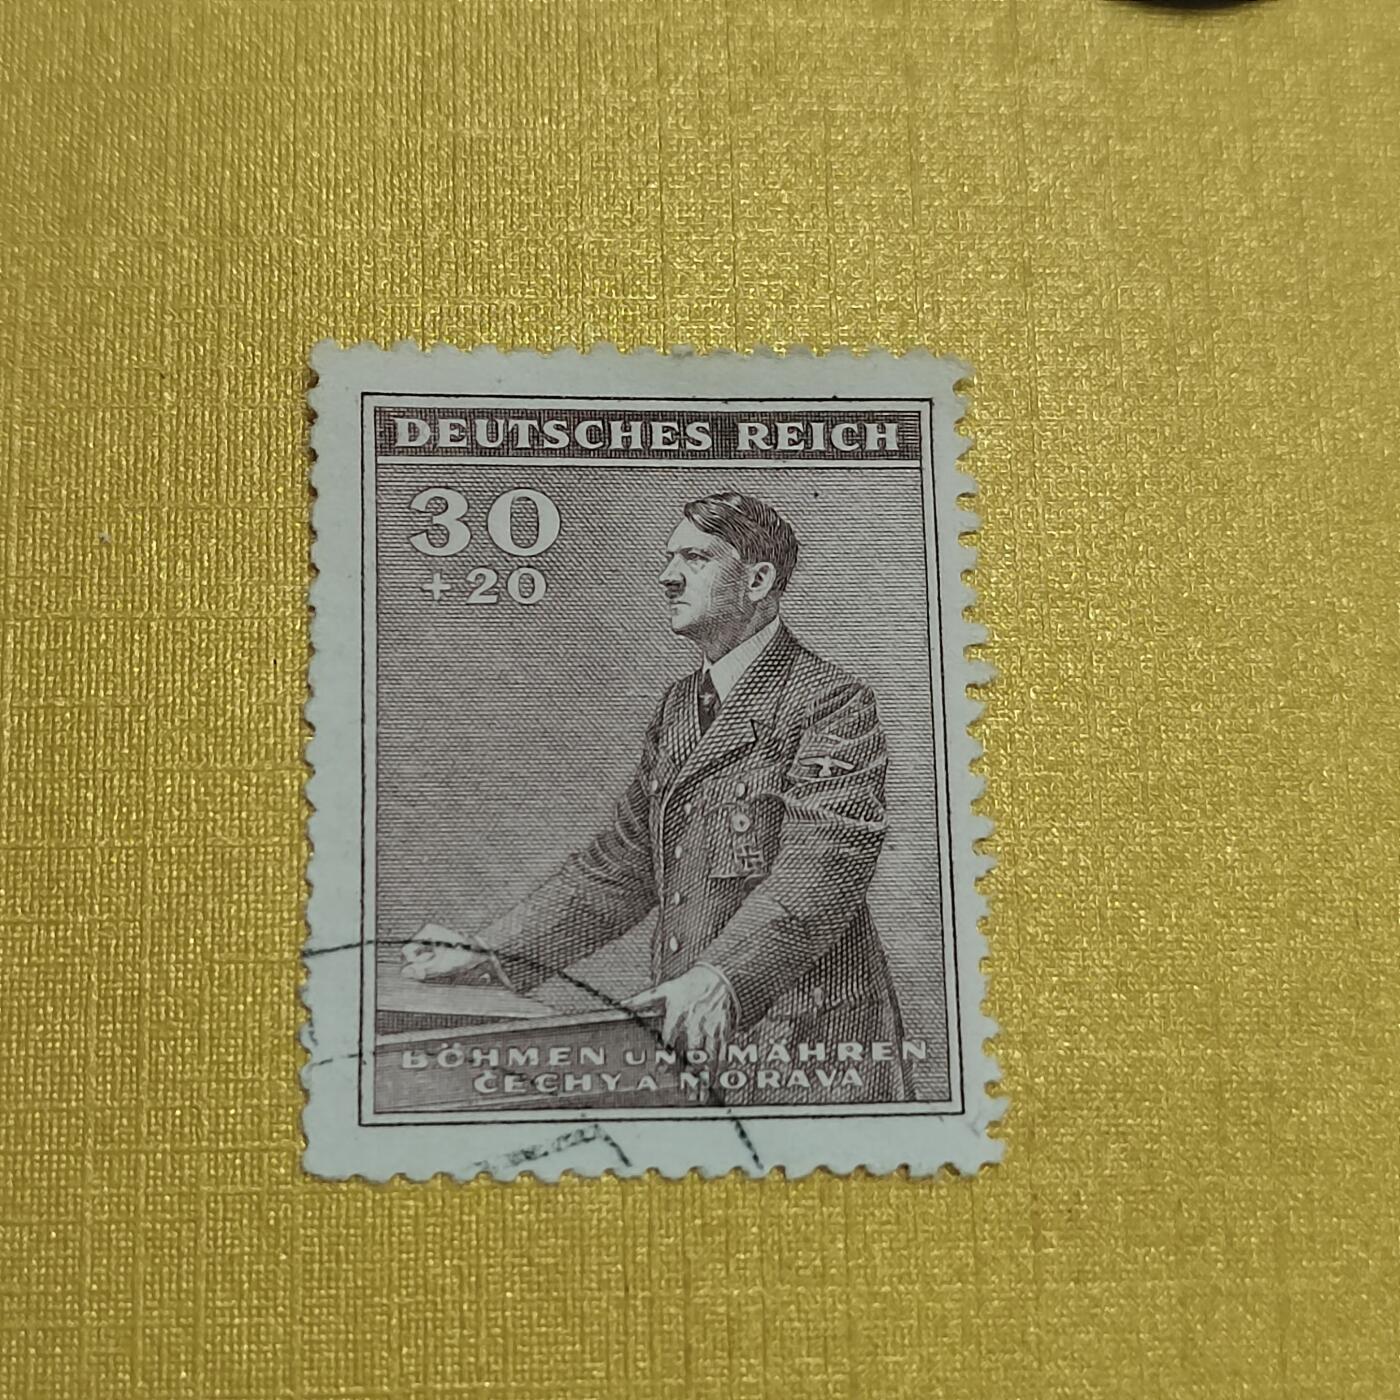 DEUTSCHES REICH
30
+20
BÖHMEN UND MÄHREN
ČECHY A MORAVA